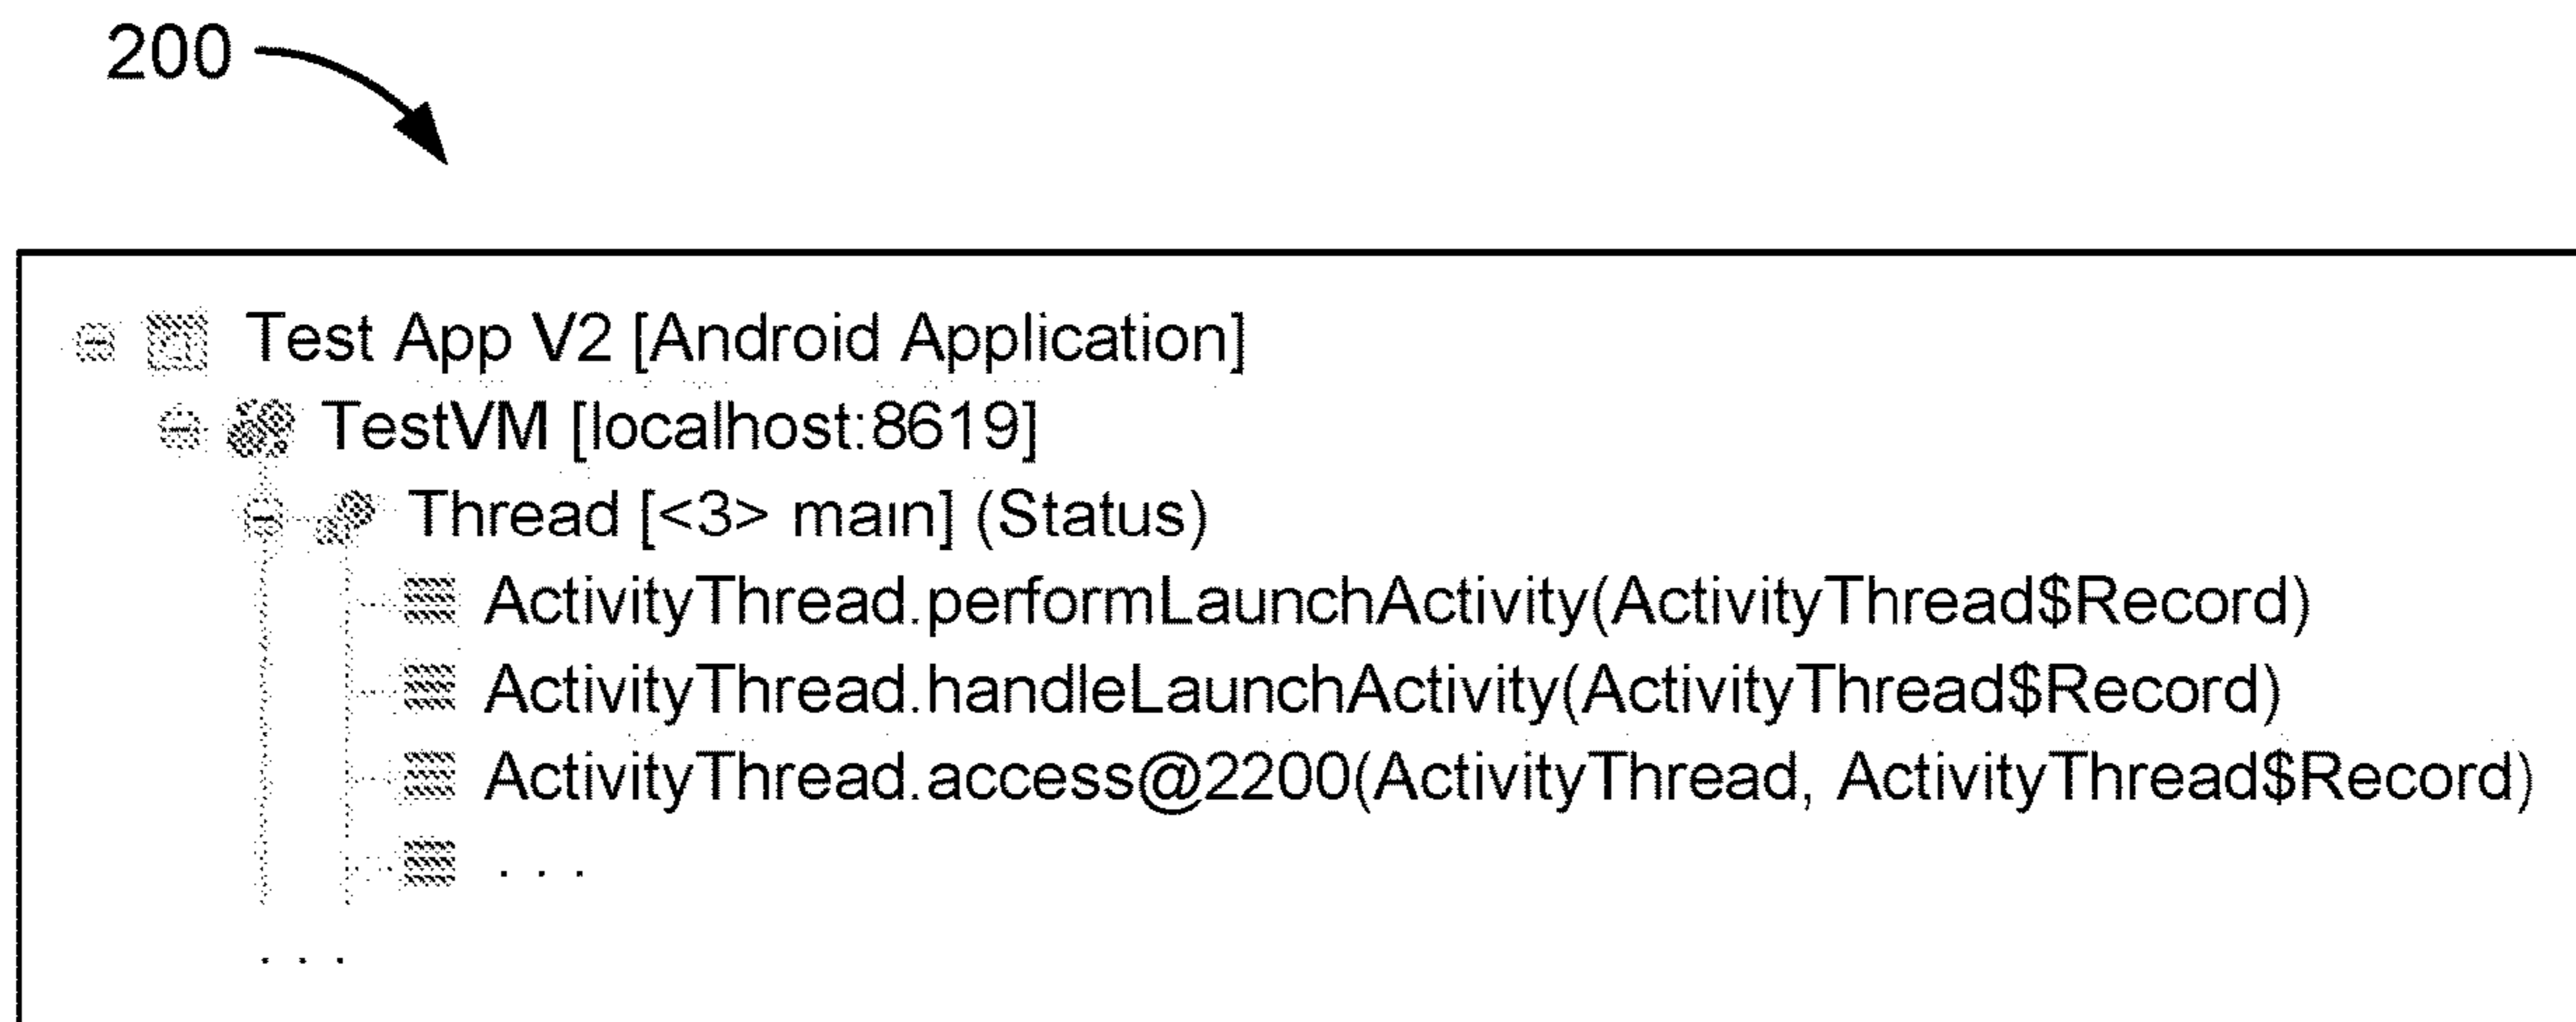 200
Test App V2 [Android Application]
TestVM [localhost:8619]
Thread [<3> main] (Status)
ActivityThread.performLaunchActivity(ActivityThread$Record)
ActivityThread.handleLaunchActivity(ActivityThread$Record)
ActivityThread.access@2200(ActivityThread, ActivityThread$Record)
. . .
. . .